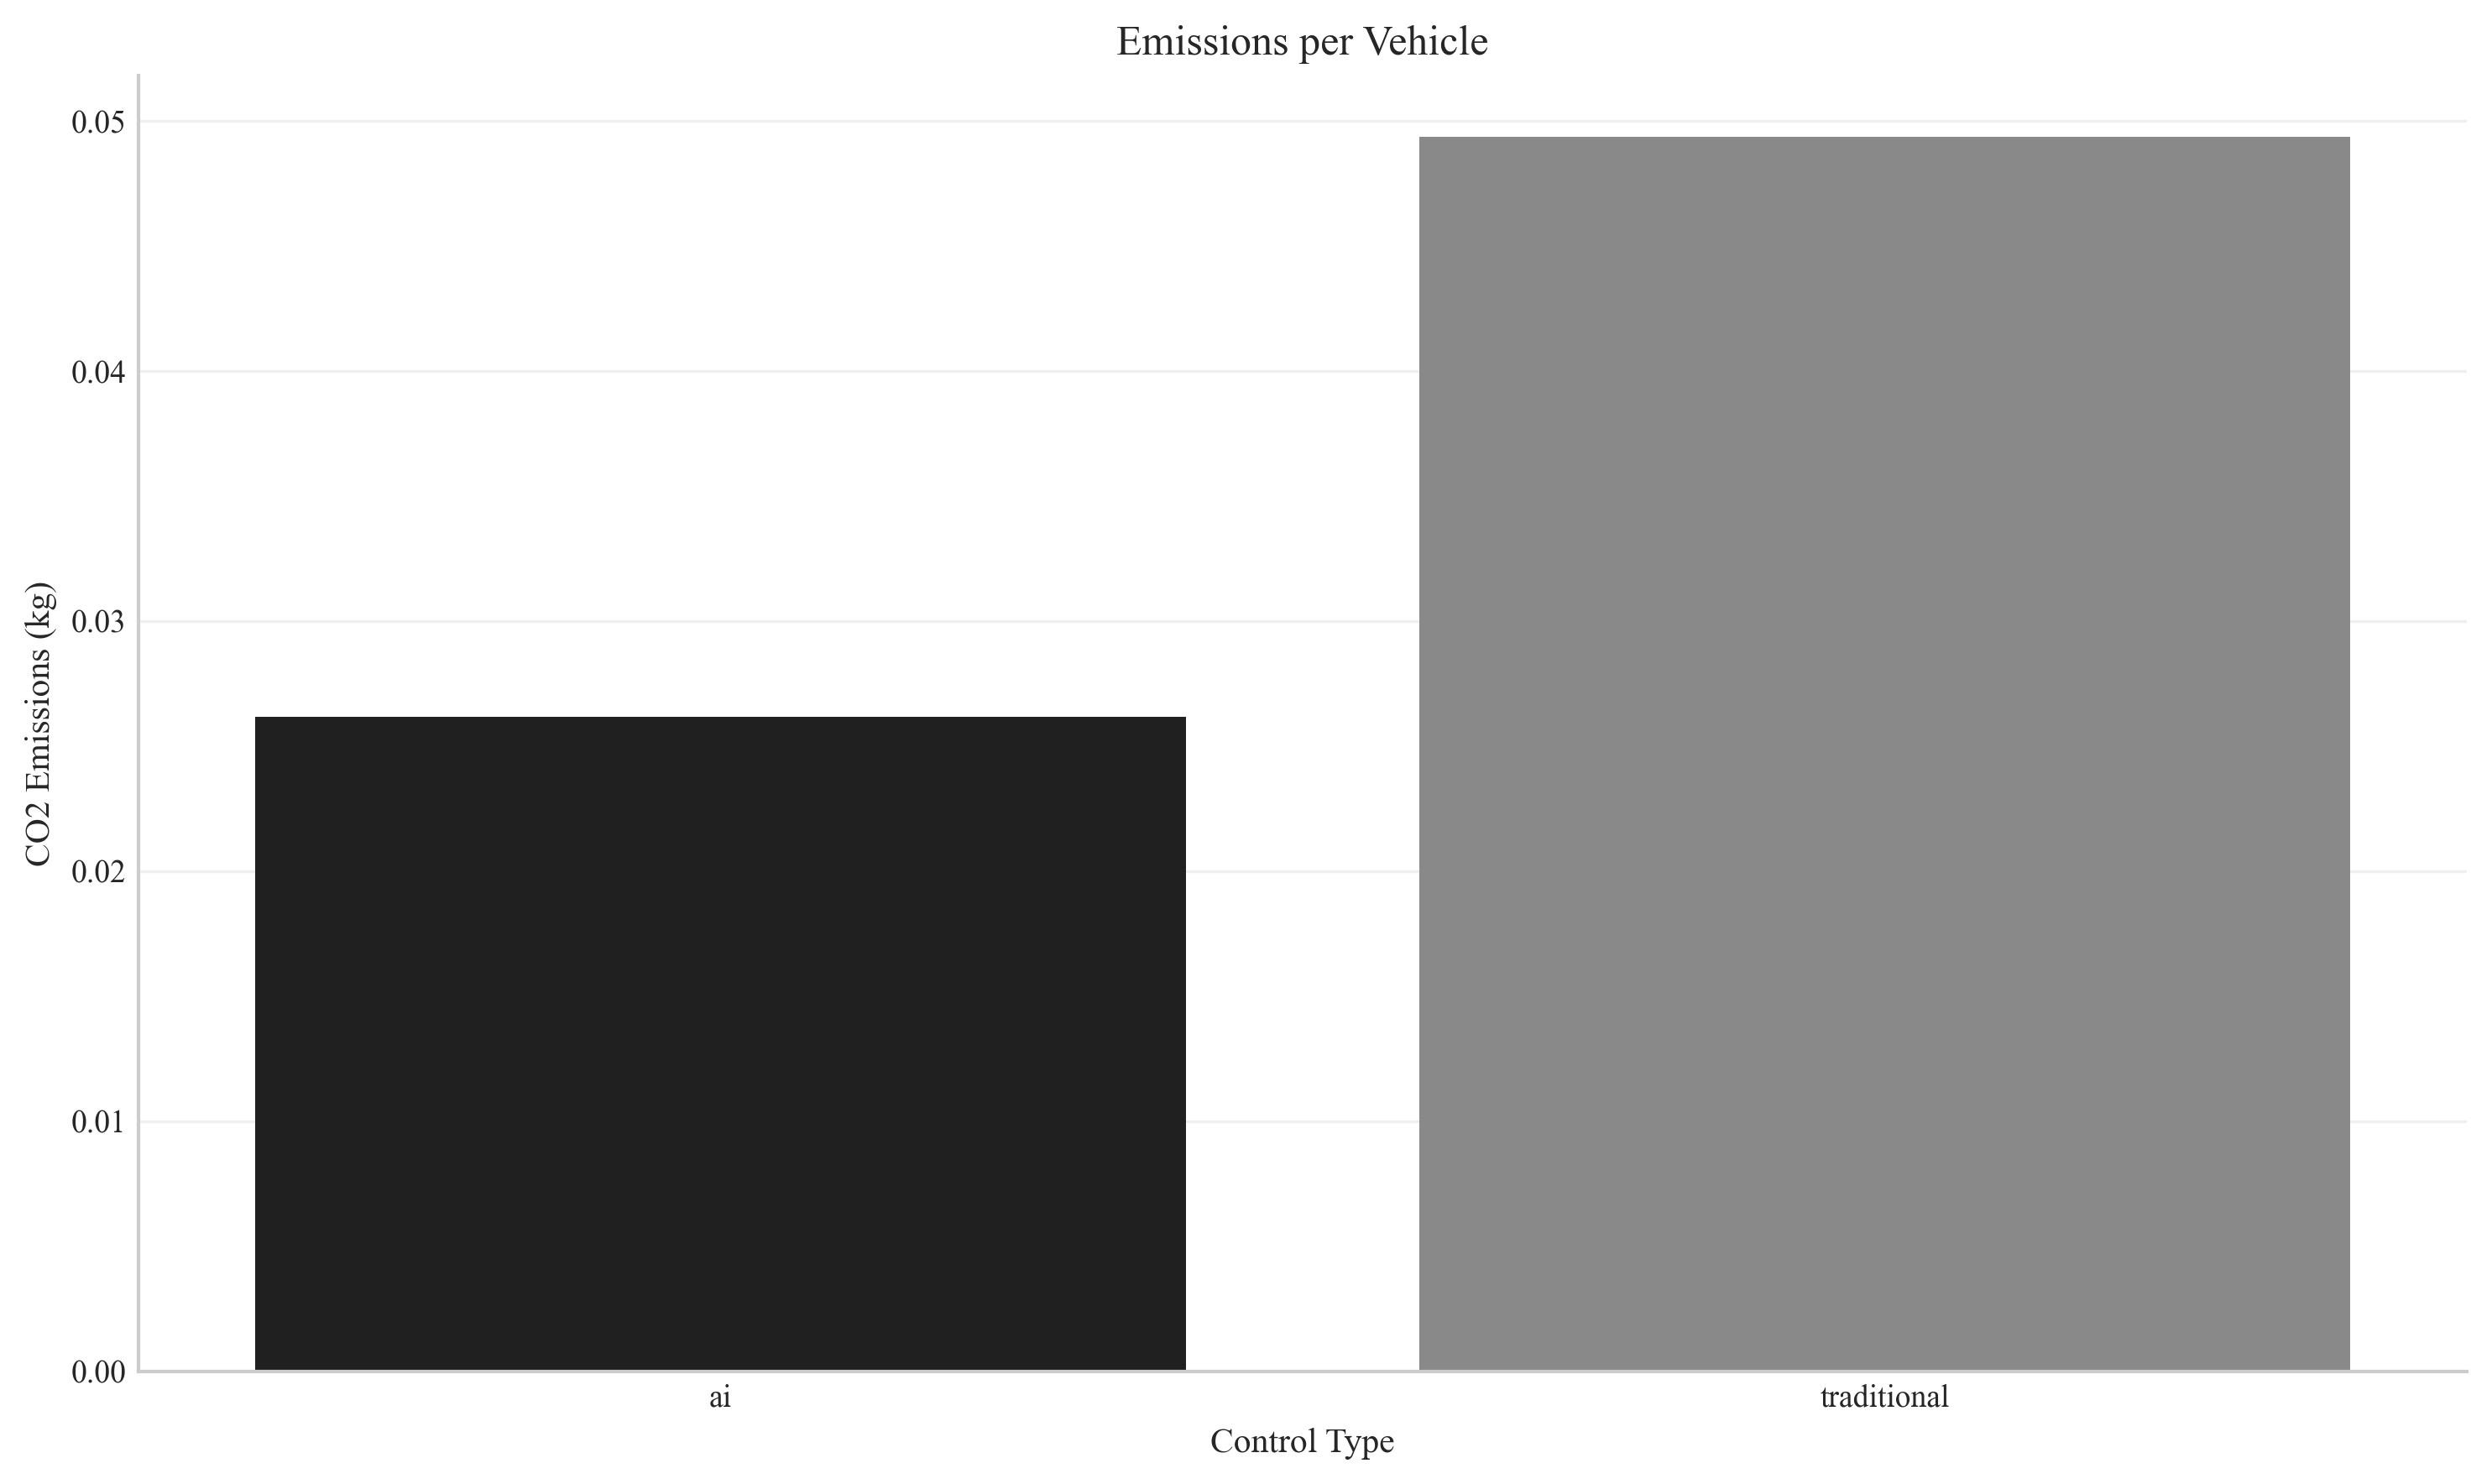 Emissions per Vehicle
CO2 Emissions (kg)
0.05
0.04
0.03
0.02
0.01
0.00
ai
traditional
Control Type